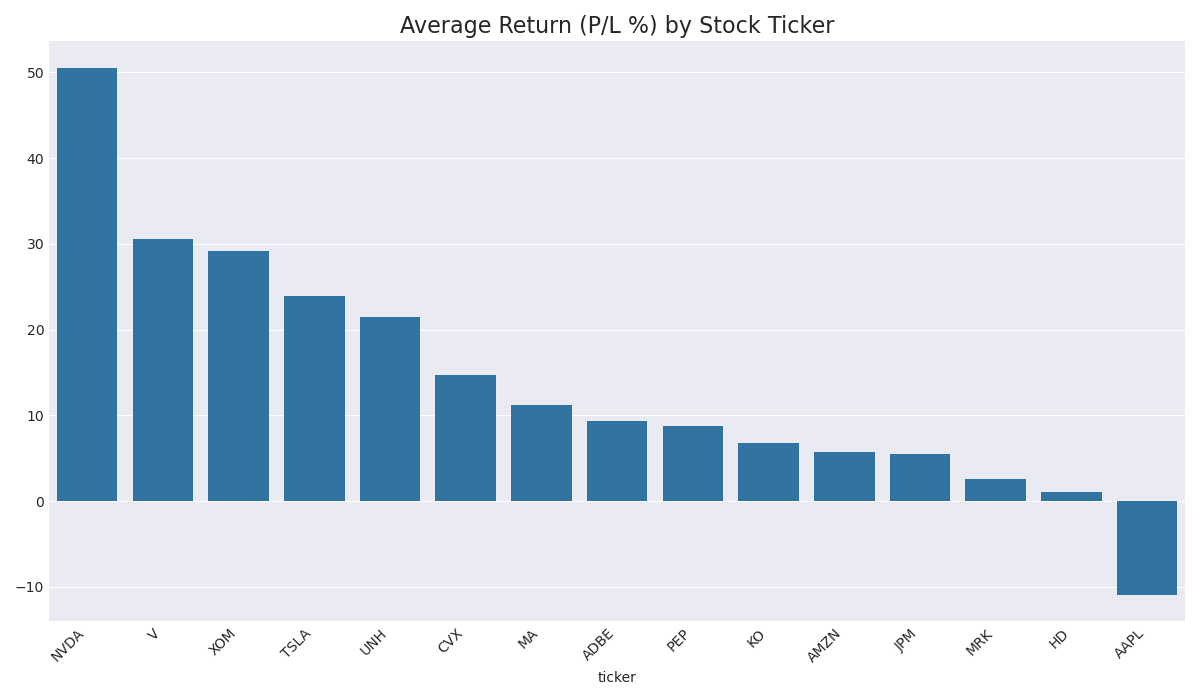 Average Return (P/L %) by Stock Ticker
50
40
30
20
10
0
−10
NVDA
V
XOM
TSLA
UNH
CVX
MA
ADBE
PEP
KO
AMZN
JPM
MRK
HD
AAPL
ticker